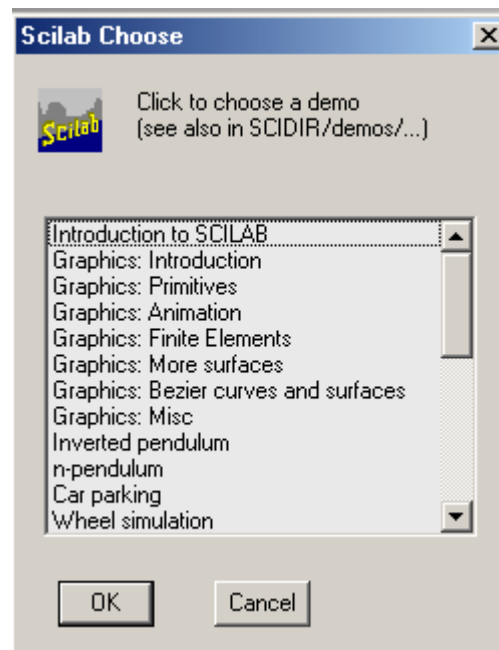 Scilab Choose
Scilab
Click to choose a demo
(see also in SCIDIR/demos/...)
Introduction to SCILAB
Graphics: Introduction
Graphics: Primitives
Graphics: Animation
Graphics: Finite Elements
Graphics: More surfaces
Graphics: Bezier curves and surfaces
Graphics: Misc
Inverted pendulum
n-pendulum
Car parking
Wheel simulation
OK
Cancel